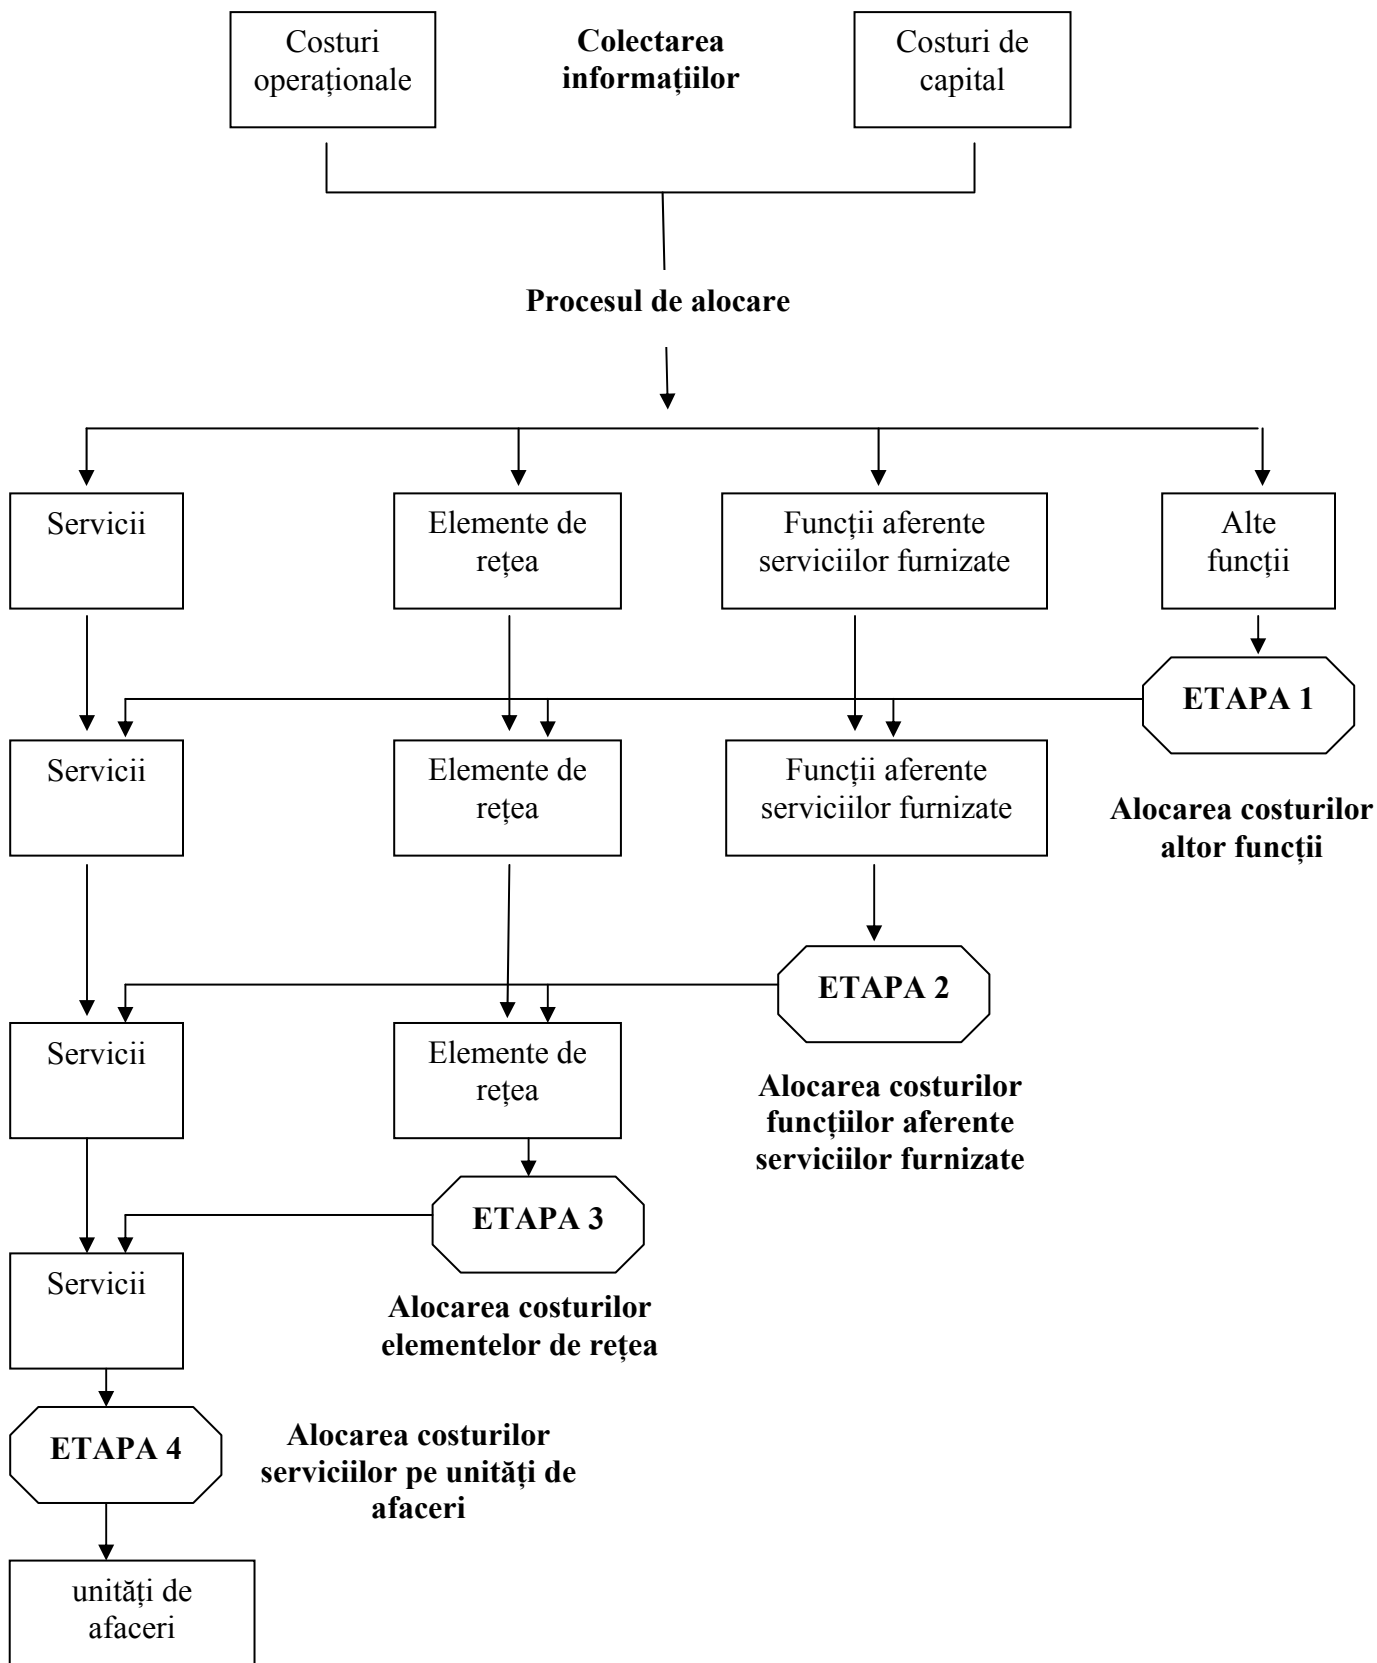 Costuri
operaționale
Colectarea
informațiilor
Costuri de
capital
Procesul de alocare
Servicii
Elemente de
rețea
Funcții aferente
serviciilor furnizate
Alte
funcții
ETAPA 1
Servicii
Elemente de
rețea
Funcții aferente
serviciilor furnizate
Alocarea costurilor
altor funcții
ETAPA 2
Servicii
Elemente de
rețea
Alocarea costurilor
funcțiilor aferente
serviciilor furnizate
ETAPA 3
Servicii
Alocarea costurilor
elementelor de rețea
ETAPA 4
Alocarea costurilor
serviciilor pe unități de
afaceri
unități de
afaceri